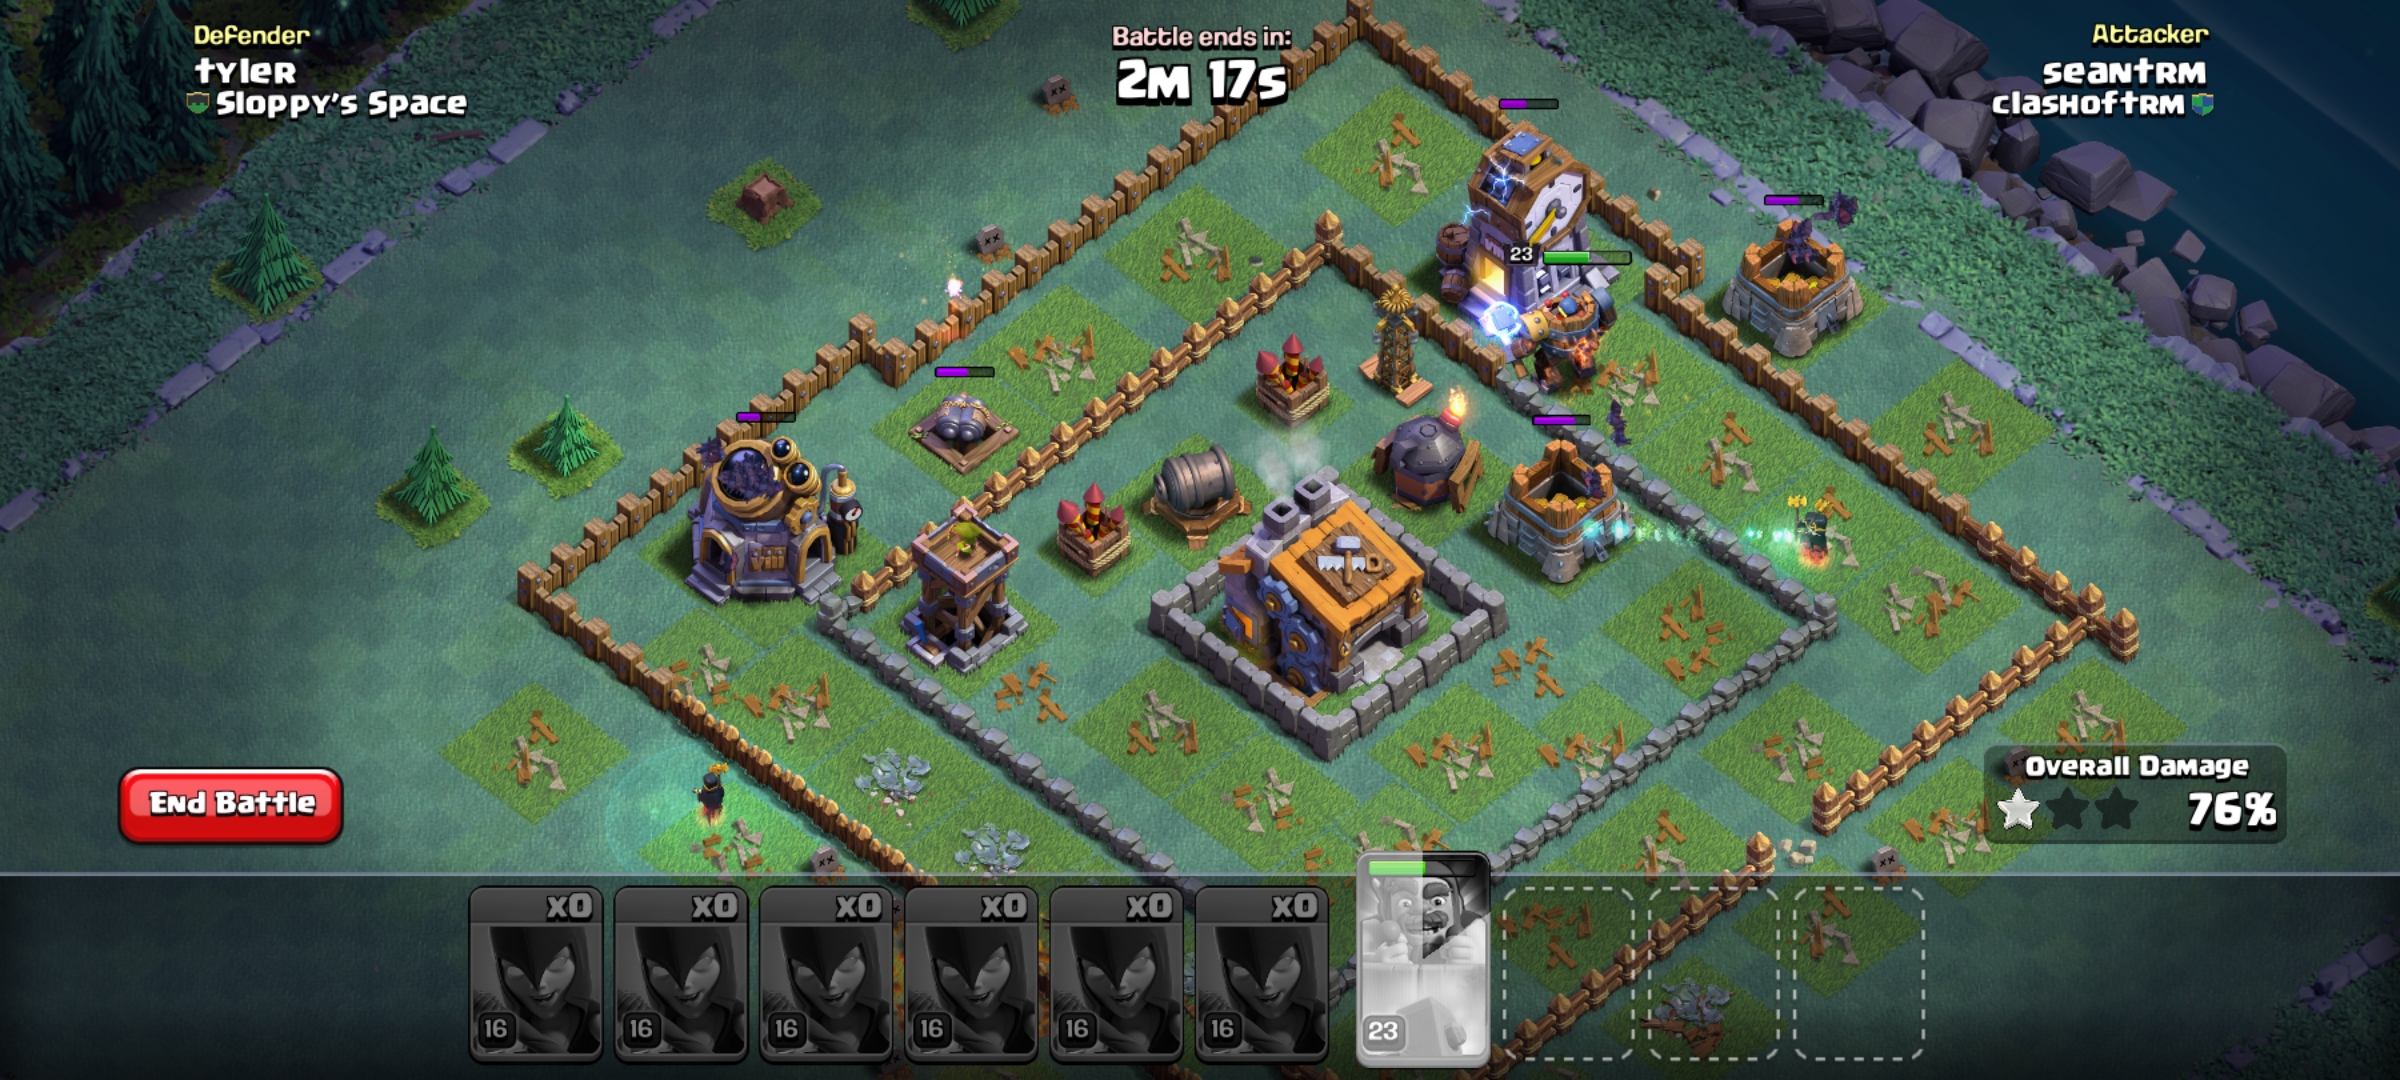 Defender
tyler
Sloppy's Space
Battle ends in:
2M 17s
Attacker
seantRM
clashoftRM
23
VIII
End Battle
Overall Damage
76%
x0
x0
x0
x0
x0
x0
16
16
16
16
16
16
23